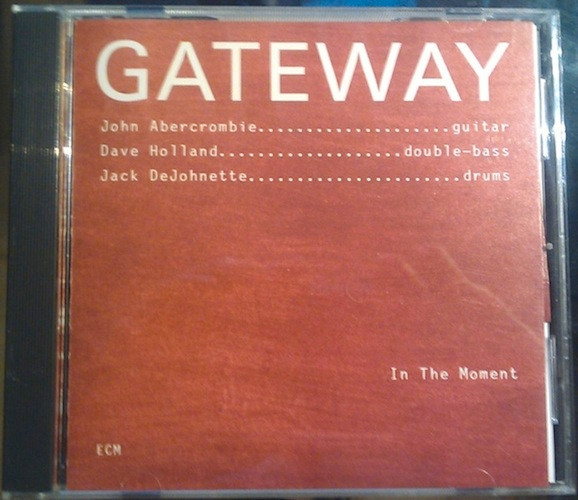 GATEWAY
John Abercrombie....................guitar
Dave Holland...................double-bass
Jack DeJohnette......................drums
In The Moment
ECM